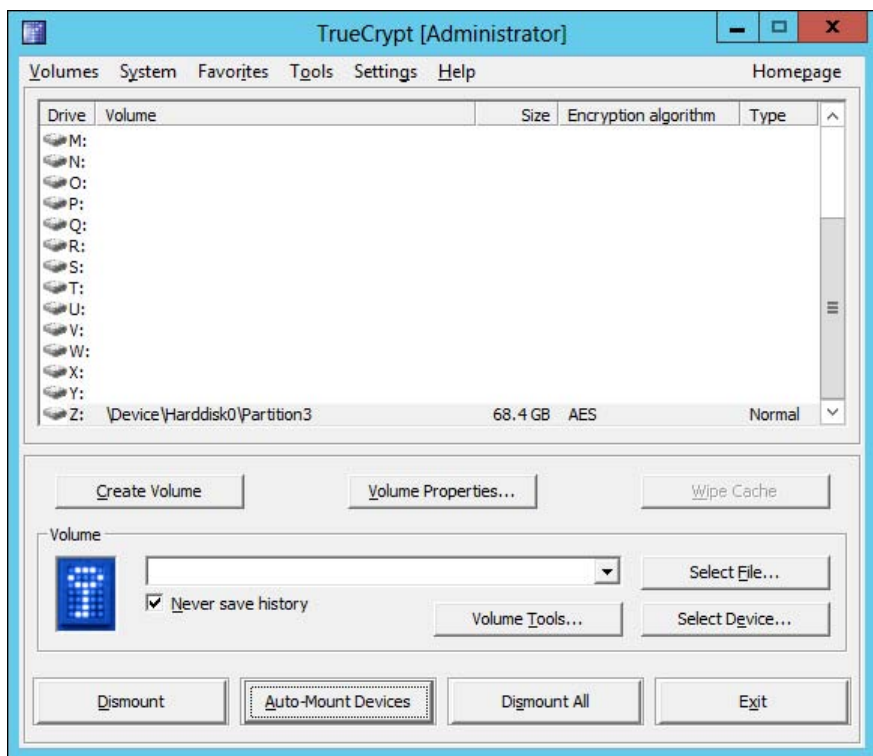 TrueCrypt [Administrator]
Volumes System Favorites Tools Settings Help Homepage
Drive Volume Size Encryption algorithm Type
M:
N:
O:
P:
Q:
R:
S:
T:
U:
V:
W:
X:
Y:
Z: \Device\Harddisk0\Partition3 68.4 GB AES Normal
Create Volume Volume Properties... Wipe Cache
Volume
Select File...
Never save history
Volume Tools... Select Device...
Dismount Auto-Mount Devices Dismount All Exit